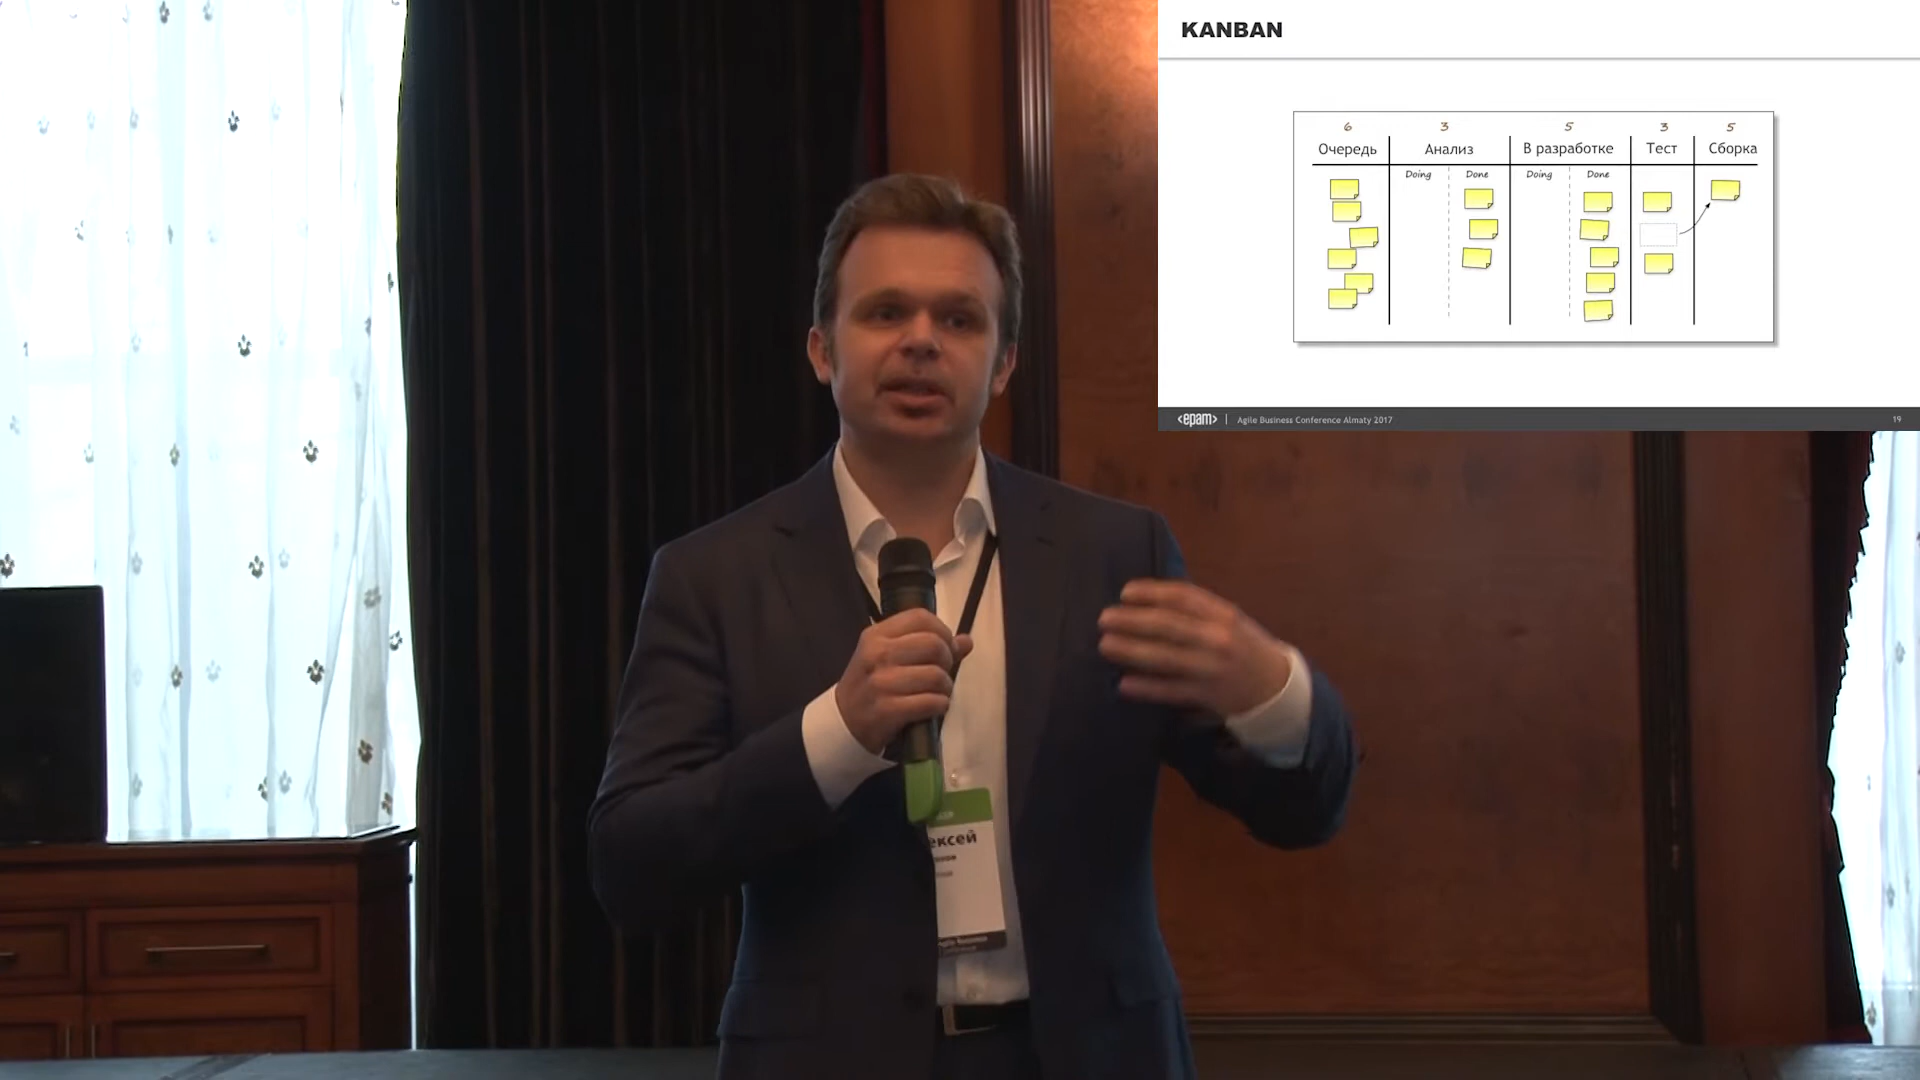 KANBAN
6 3 5 3 5
Очередь Анализ В разработке Тест Сборка
Doing Done Doing Done
<epam> | Agile Business Conference Almaty 2017 19
ексей